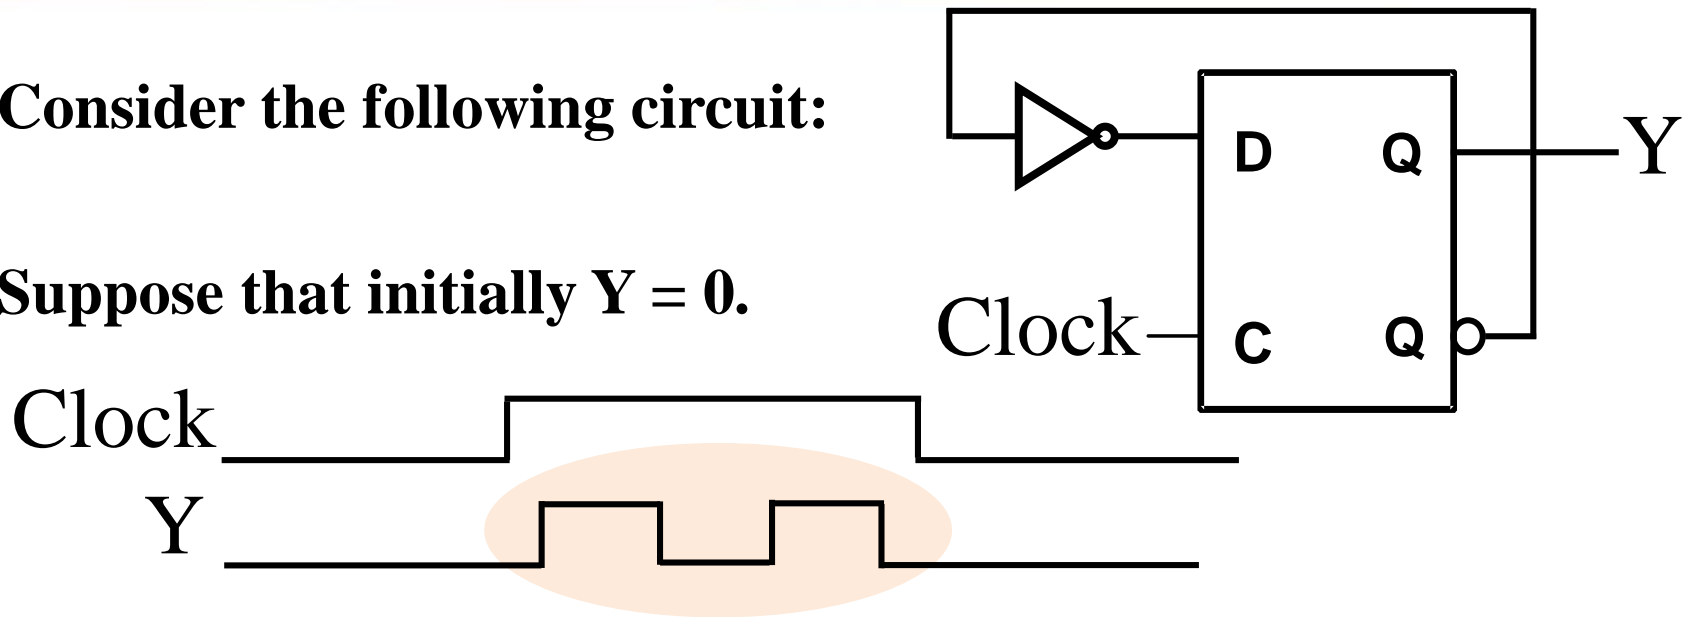 Consider the following circuit:
D Q Y
Suppose that initially Y = 0.
Clock C Q
Clock
Y